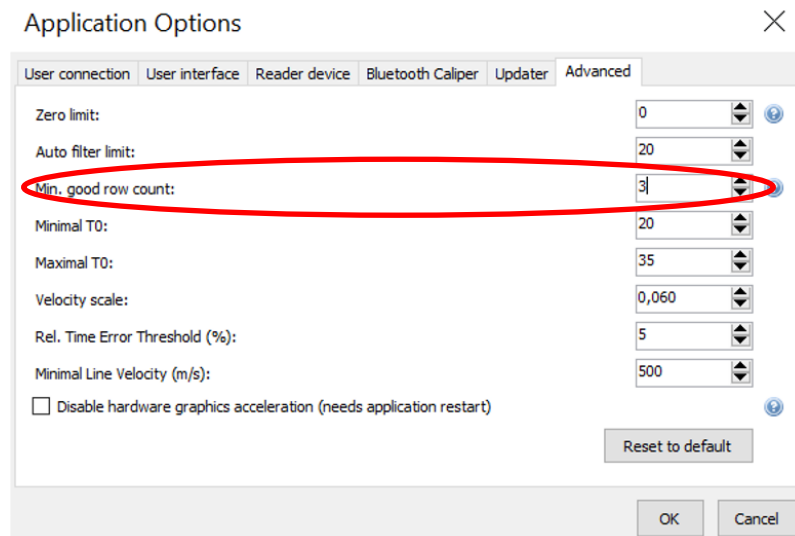 Application Options
User connection User interface Reader device Bluetooth Caliper Updater Advanced
Zero limit: 0
Auto filter limit: 20
Min. good row count: 3
Minimal T0: 20
Maximal T0: 35
Velocity scale: 0,060
Rel. Time Error Threshold (%): 5
Minimal Line Velocity (m/s): 500
Disable hardware graphics acceleration (needs application restart)
Reset to default
OK Cancel